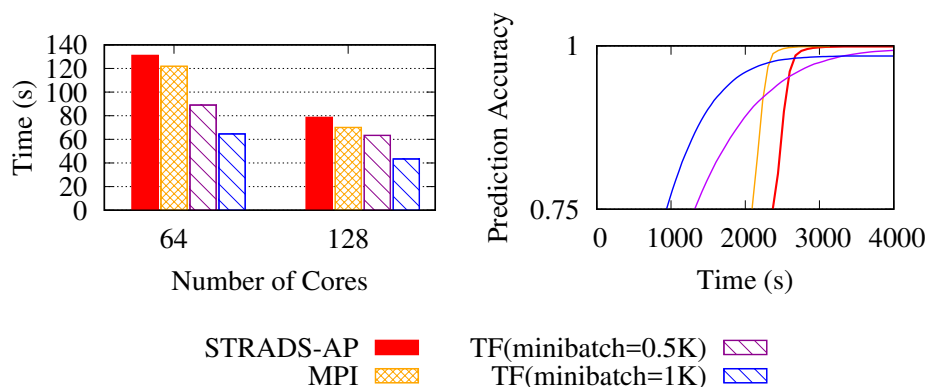 140
120
100
80
60
40
20
0
Time (s)
64
128
Number of Cores
1
0.75
Prediction Accuracy
0
1000
2000
3000
4000
Time (s)
STRADS-AP
MPI
TF(minibatch=0.5K)
TF(minibatch=1K)